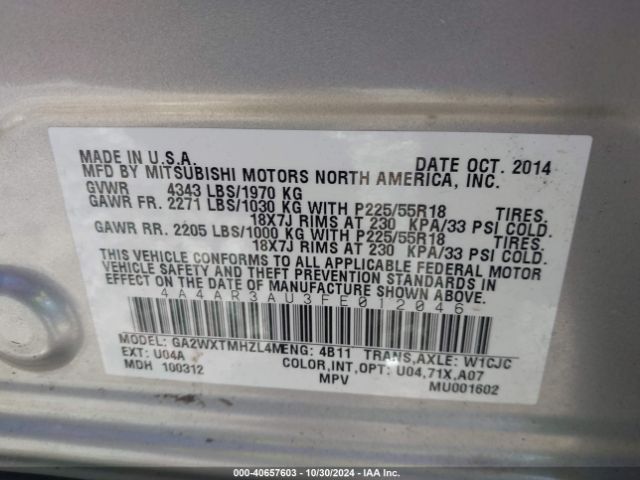 MADE IN U.S.A. DATE OCT. 2014
MFD BY MITSUBISHI MOTORS NORTH AMERICA, INC.
GVWR 4343 LBS/1970 KG
GAWR FR. 2271 LBS/1030 KG WITH P225/55R18 TIRES.
18X7J RIMS AT 230 KPA/33 PSI COLD.
GAWR RR. 2205 LBS/1000 KG WITH P225/55R18 TIRES.
18X7J RIMS AT 230 KPA/33 PSI COLD.
THIS VEHICLE CONFORMS TO ALL APPLICABLE FEDERAL MOTOR
VEHICLE SAFETY AND THEFT PREVENTION STANDARDS IN
EFFECT ON THE DATE OF MANUFACTURE SHOWN ABOVE.
4A4AR3AU3FE012046
MODEL: GA2WXTMHZL4M ENG: 4B11 TRANS,AXLE: W1CJC
EXT: U04A COLOR,INT,OPT: U04,71X,A07
MDH 100312 MPV MU001602
000-40657603 - 10/30/2024 - IAA Inc.